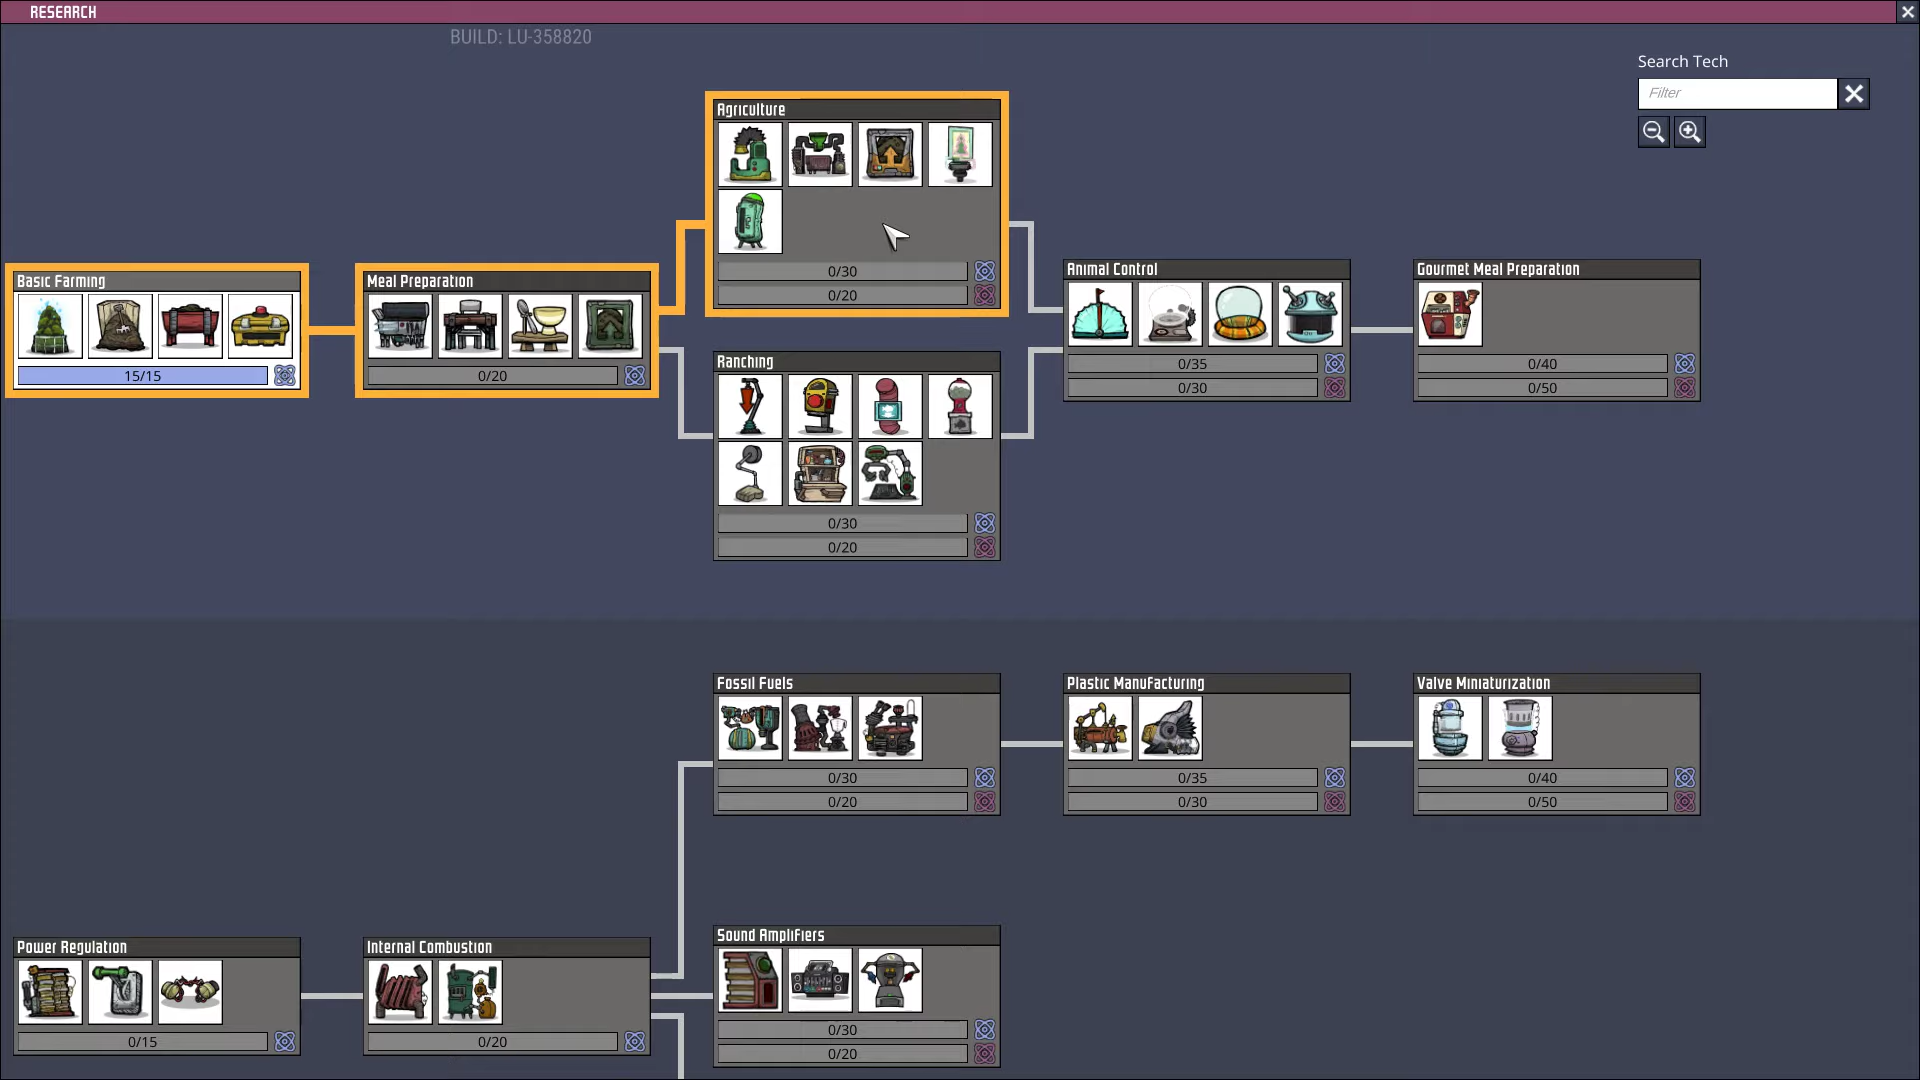 RESEARCH
BUILD: LU-358820
Search Tech
Filter
Agriculture
0/30
0/20
Basic Farming
15/15
Meal Preparation
0/20
Ranching
0/30
0/20
Animal Control
0/35
0/30
Gourmet Meal Preparation
0/40
0/50
Fossil Fuels
0/30
0/20
Plastic Manufacturing
0/35
0/30
Valve Miniaturization
0/40
0/50
Power Regulation
0/15
Internal Combustion
0/20
Sound Amplifiers
0/30
0/20